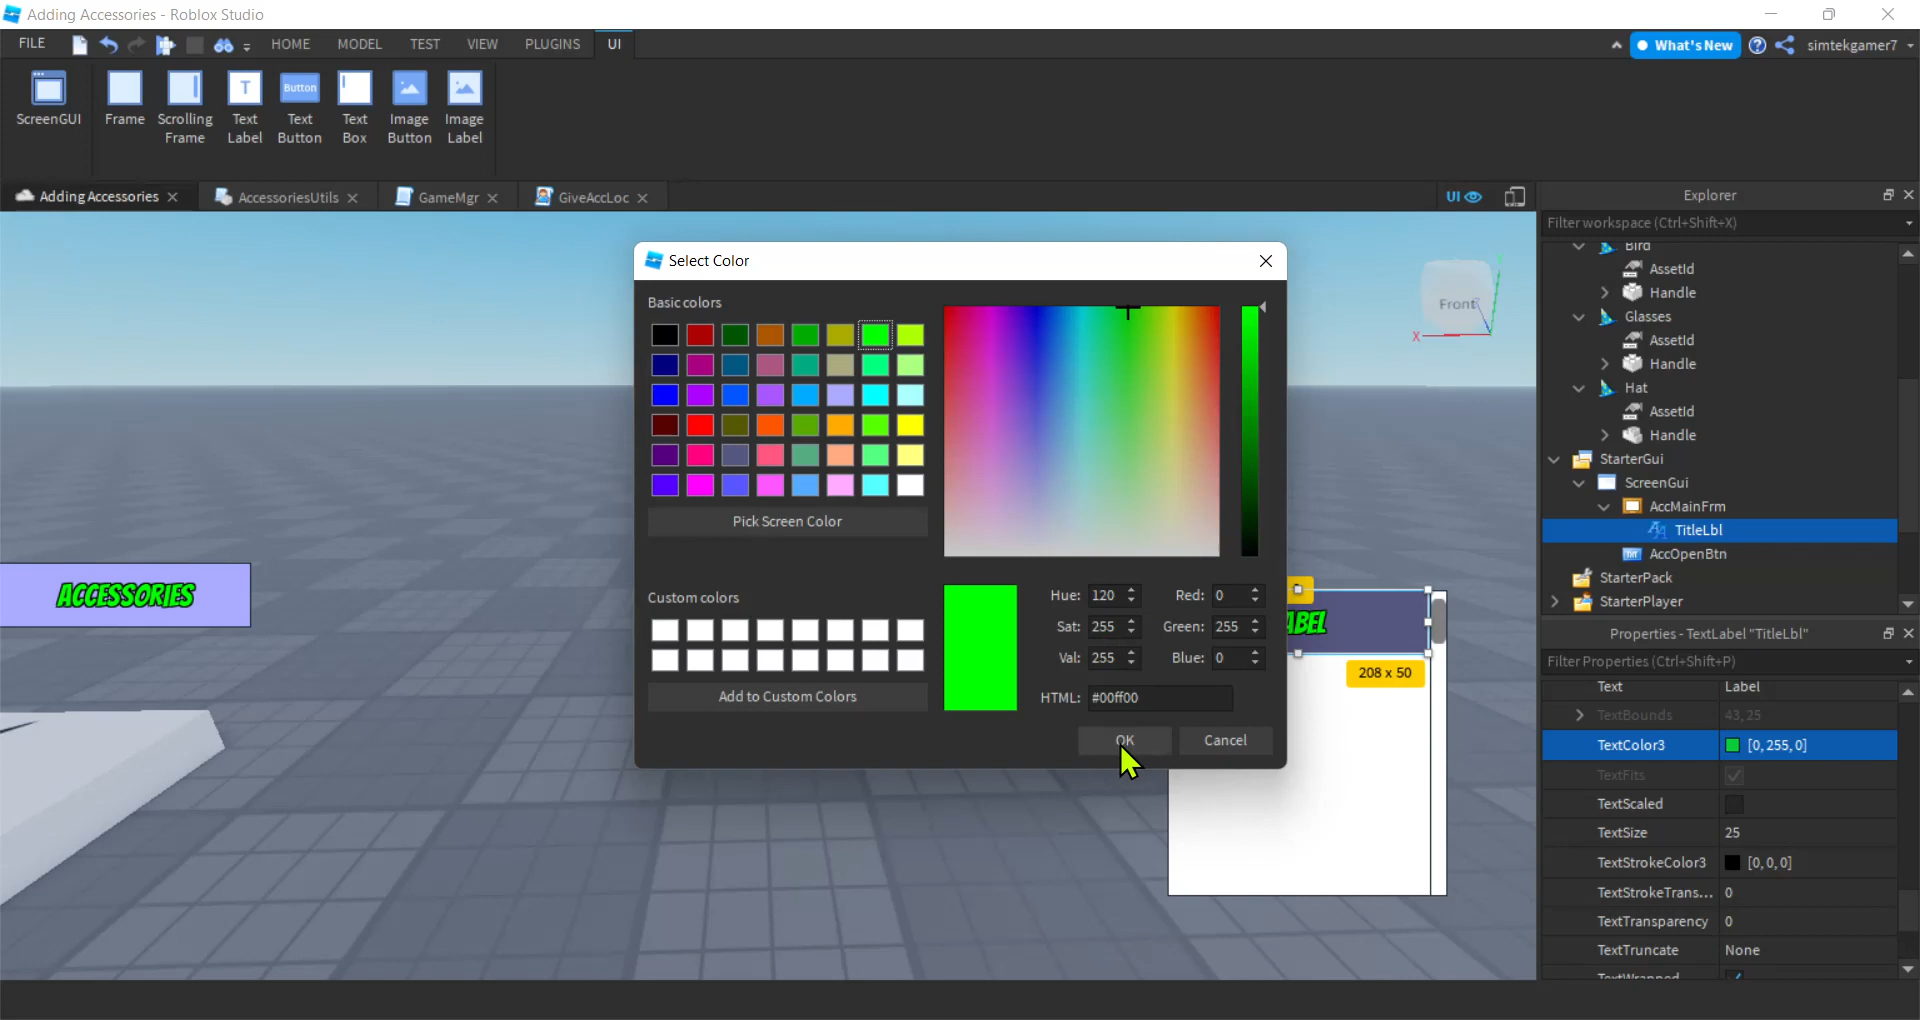 Adding Accessories - Roblox Studio
FILE
HOME
MODEL
TEST
VIEW
PLUGINS
UI
What's New
simtekgamer7
ScreenGUI
Frame
Scrolling
Frame
Text
Label
Button
Text
Button
Text
Box
Image
Button
Image
Label
Adding Accessories
AccessoriesUtils
GameMgr
GiveAccLoc
UI
Explorer
Filter workspace (Ctrl+Shift+X)
Bird
AssetId
Handle
Glasses
AssetId
Handle
Hat
AssetId
Handle
StarterGui
ScreenGui
AccMainFrm
TitleLbl
AccOpenBtn
StarterPack
StarterPlayer
Front
X
ACCESSORIES
Select Color
Basic colors
Pick Screen Color
Custom colors
Add to Custom Colors
Hue: 120
Red: 0
Sat: 255
Green: 255
Val: 255
Blue: 0
HTML: #00ff00
OK
Cancel
ABEL
208 x 50
Properties - TextLabel "TitleLbl"
Filter Properties (Ctrl+Shift+P)
Text Label
TextBounds 43, 25
TextColor3 [0, 255, 0]
TextFits
TextScaled
TextSize 25
TextStrokeColor3 [0, 0, 0]
TextStrokeTrans... 0
TextTransparency 0
TextTruncate None
TextWrapped